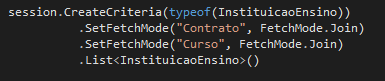 session.CreateCriteria(typeof(InstituicaoEnsino))
.SetFetchMode("Contrato", FetchMode.Join)
.SetFetchMode("Curso", FetchMode.Join)
.List<InstituicaoEnsino>()